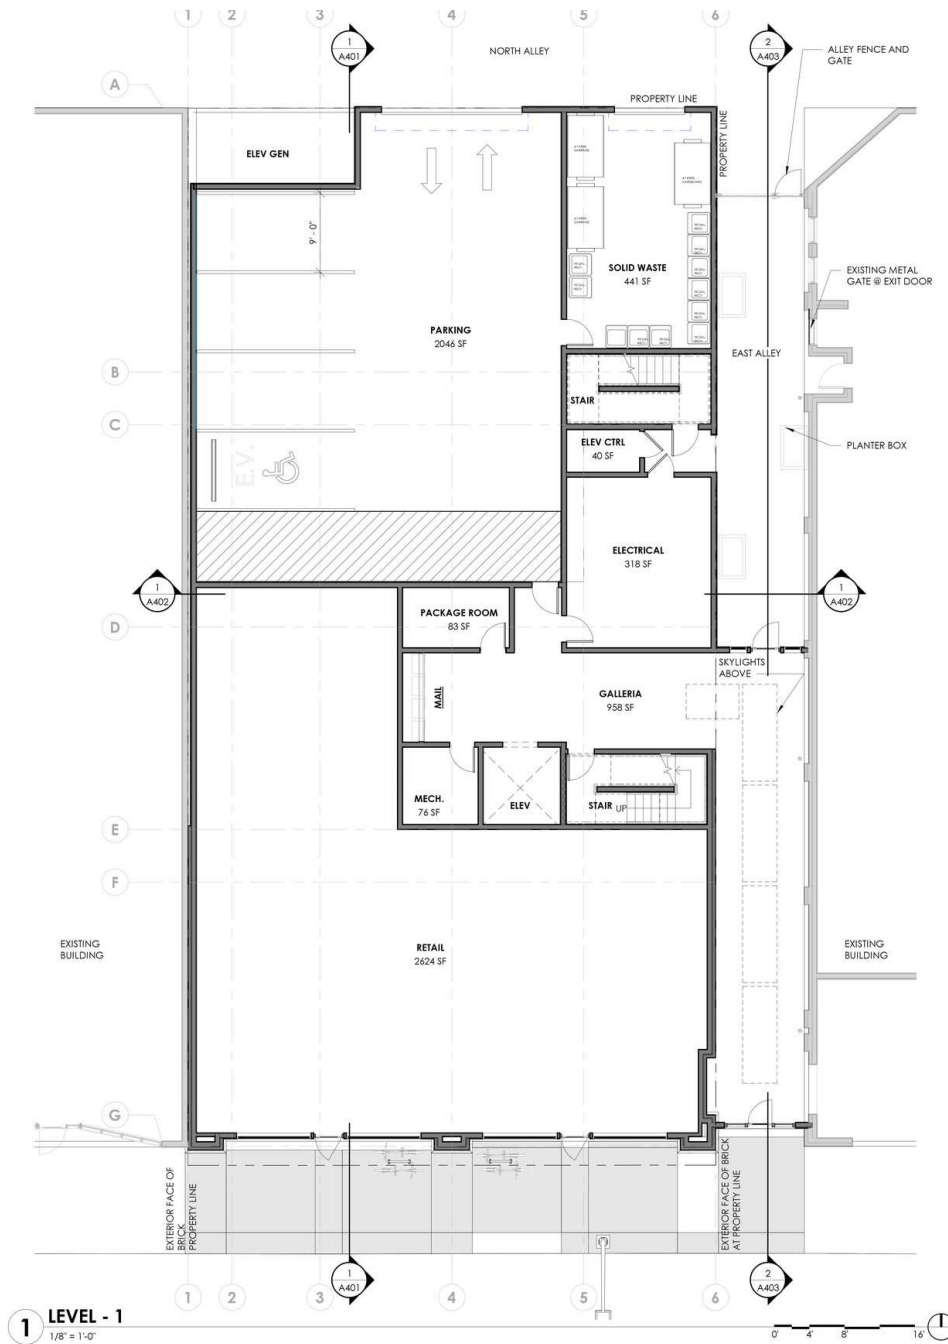 1
2
3
4
5
6
1
A401
NORTH ALLEY
2
A403
ALLEY FENCE AND
GATE
A
PROPERTY LINE
PROPERTY LINE
ELEV GEN
9' - 0"
SOLID WASTE
441 SF
EXISTING METAL
GATE @ EXIT DOOR
PARKING
2046 SF
EAST ALLEY
B
STAIR
C
ELEV CTRL
40 SF
PLANTER BOX
E.V.
ELECTRICAL
318 SF
1
A402
1
A402
PACKAGE ROOM
83 SF
D
SKYLIGHTS
ABOVE
MAIL
GALLERIA
958 SF
MECH.
76 SF
ELEV
STAIR
UP
E
F
EXISTING
BUILDING
RETAIL
2624 SF
EXISTING
BUILDING
G
EXTERIOR FACE OF
BRICK
PROPERTY LINE
EXTERIOR FACE OF BRICK
AT PROPERTY LINE
1
2
3
1
A401
4
5
6
2
A403
1
LEVEL - 1
1/8" = 1'-0"
0' 4' 8' 16'